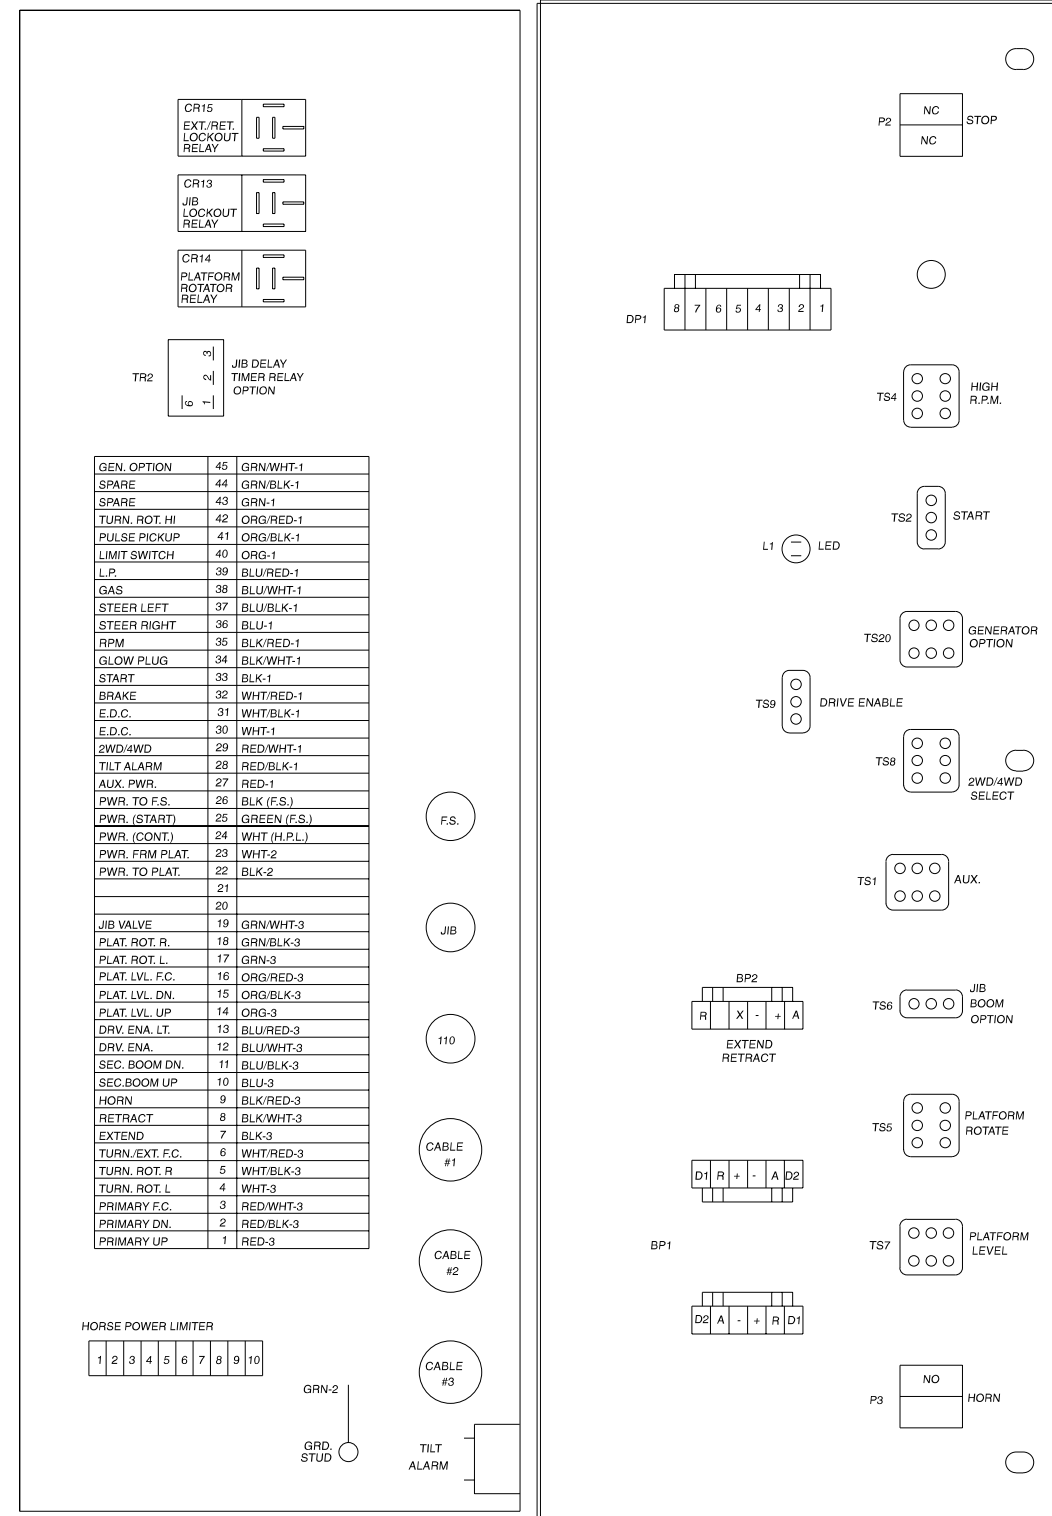 CR15
EXT./RET.
LOCKOUT
RELAY
CR13
JIB
LOCKOUT
RELAY
CR14
PLATFORM
ROTATOR
RELAY
TR2
3
2
6 1
JIB DELAY
TIMER RELAY
OPTION
GEN. OPTION 45 GRN/WHT-1
SPARE 44 GRN/BLK-1
SPARE 43 GRN-1
TURN. ROT. HI 42 ORG/RED-1
PULSE PICKUP 41 ORG/BLK-1
LIMIT SWITCH 40 ORG-1
L.P. 39 BLU/RED-1
GAS 38 BLU/WHT-1
STEER LEFT 37 BLU/BLK-1
STEER RIGHT 36 BLU-1
RPM 35 BLK/RED-1
GLOW PLUG 34 BLK/WHT-1
START 33 BLK-1
BRAKE 32 WHT/RED-1
E.D.C. 31 WHT/BLK-1
E.D.C. 30 WHT-1
2WD/4WD 29 RED/WHT-1
TILT ALARM 28 RED/BLK-1
AUX. PWR. 27 RED-1
PWR. TO F.S. 26 BLK (F.S.)
PWR. (START) 25 GREEN (F.S.)
PWR. (CONT.) 24 WHT (H.P.L.)
PWR. FRM PLAT. 23 WHT-2
PWR. TO PLAT. 22 BLK-2
21
20
JIB VALVE 19 GRN/WHT-3
PLAT. ROT. R. 18 GRN/BLK-3
PLAT. ROT. L. 17 GRN-3
PLAT. LVL. F.C. 16 ORG/RED-3
PLAT. LVL. DN. 15 ORG/BLK-3
PLAT. LVL. UP 14 ORG-3
DRV. ENA. LT. 13 BLU/RED-3
DRV. ENA. 12 BLU/WHT-3
SEC. BOOM DN. 11 BLU/BLK-3
SEC.BOOM UP 10 BLU-3
HORN 9 BLK/RED-3
RETRACT 8 BLK/WHT-3
EXTEND 7 BLK-3
TURN./EXT. F.C. 6 WHT/RED-3
TURN. ROT. R 5 WHT/BLK-3
TURN. ROT. L 4 WHT-3
PRIMARY F.C. 3 RED/WHT-3
PRIMARY DN. 2 RED/BLK-3
PRIMARY UP 1 RED-3
F.S.
JIB
110
CABLE
#1
CABLE
#2
CABLE
#3
HORSE POWER LIMITER
1 2 3 4 5 6 7 8 9 10
GRN-2
GRD.
STUD
TILT
ALARM
P2
NC
NC
STOP
DP1
8 7 6 5 4 3 2 1
TS4
HIGH
R.P.M.
TS2
START
L1
LED
TS20
GENERATOR
OPTION
TS9
DRIVE ENABLE
TS8
2WD/4WD
SELECT
TS1
AUX.
BP2
R X - + A
EXTEND
RETRACT
TS6
JIB
BOOM
OPTION
TS5
PLATFORM
ROTATE
D1 R + - A D2
BP1
TS7
PLATFORM
LEVEL
D2 A - + R D1
P3
NO
HORN